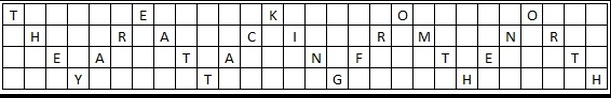 T E K O O
H R A C I R M N R
E A T A N F T E T
Y T G H H